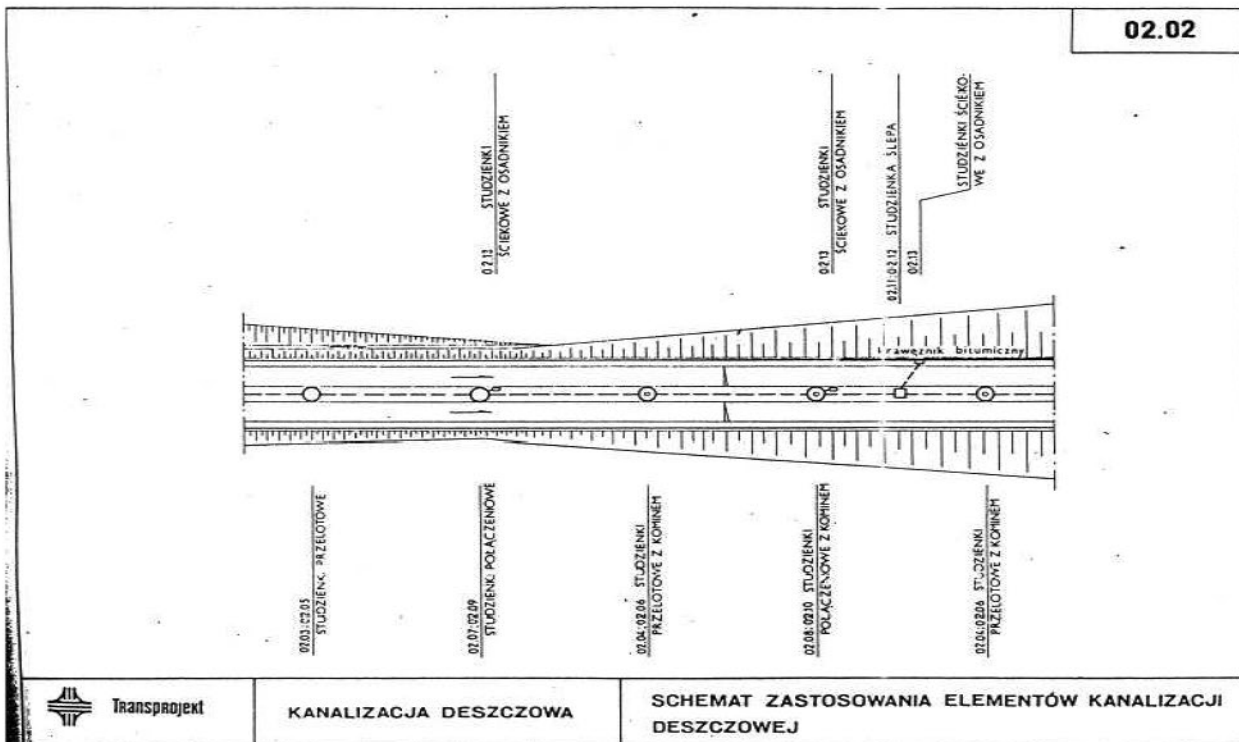 02.02
02.13 STUDZIENKI
ŚCIEKOWE Z OSADNIKIEM
02.13 STUDZIENKI
ŚCIEKOWE Z OSADNIKIEM
02.11;02.12 STUDZIENKA ŚLEPA
02.13
STUDZIENKI ŚCIEKO-
WE Z OSADNIKIEM
krawężnik bitumiczny
02.03;02.05
STUDZIENKI PRZELOTOWE
02.07;02.09
STUDZIENKI POŁĄCZENIOWE
02.04;02.06 STUDZIENKI
PRZELOTOWE Z KOMINEM
02.08;02.10 STUDZIENKI
POŁĄCZENIOWE Z KOMINEM
02.04;02.06 STUDZIENKI
PRZELOTOWE Z KOMINEM
Transprojekt
KANALIZACJA DESZCZOWA
SCHEMAT ZASTOSOWANIA ELEMENTÓW KANALIZACJI
DESZCZOWEJ